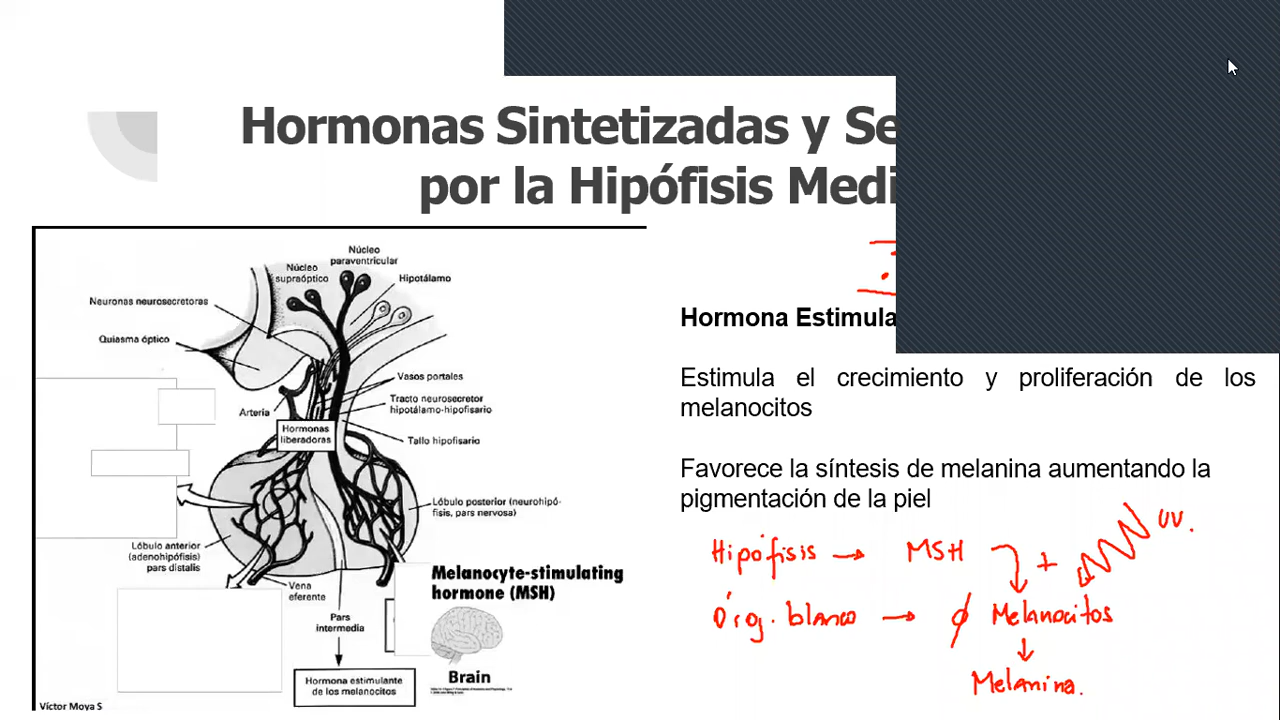 Hormonas Sintetizadas y Se
por la Hipófisis Medi
Núcleo
paraventricular
Núcleo
supraóptico
Hipotálamo
Neuronas neurosecretoras
Quiasma óptico
Vasos portales
Tracto neurosecretor
hipotálamo-hipofisario
Arteria
Hormonas
liberadoras
Tallo hipofisario
Lóbulo posterior (neurohipó-
fisis, pars nervosa)
Lóbulo anterior
(adenohipófisis)
pars distalis
Vena
eferente
Pars
intermedia
Hormona estimulante
de los melanocitos
Melanocyte-stimulating
hormone (MSH)
Brain
Víctor Moya S
Hormona Estimula
Estimula el crecimiento y proliferación de los
melanocitos
Favorece la síntesis de melanina aumentando la
pigmentación de la piel
Hipófisis → MSH + UV.
Órg. blanco → ∅ Melanocitos
↓
Melanina.